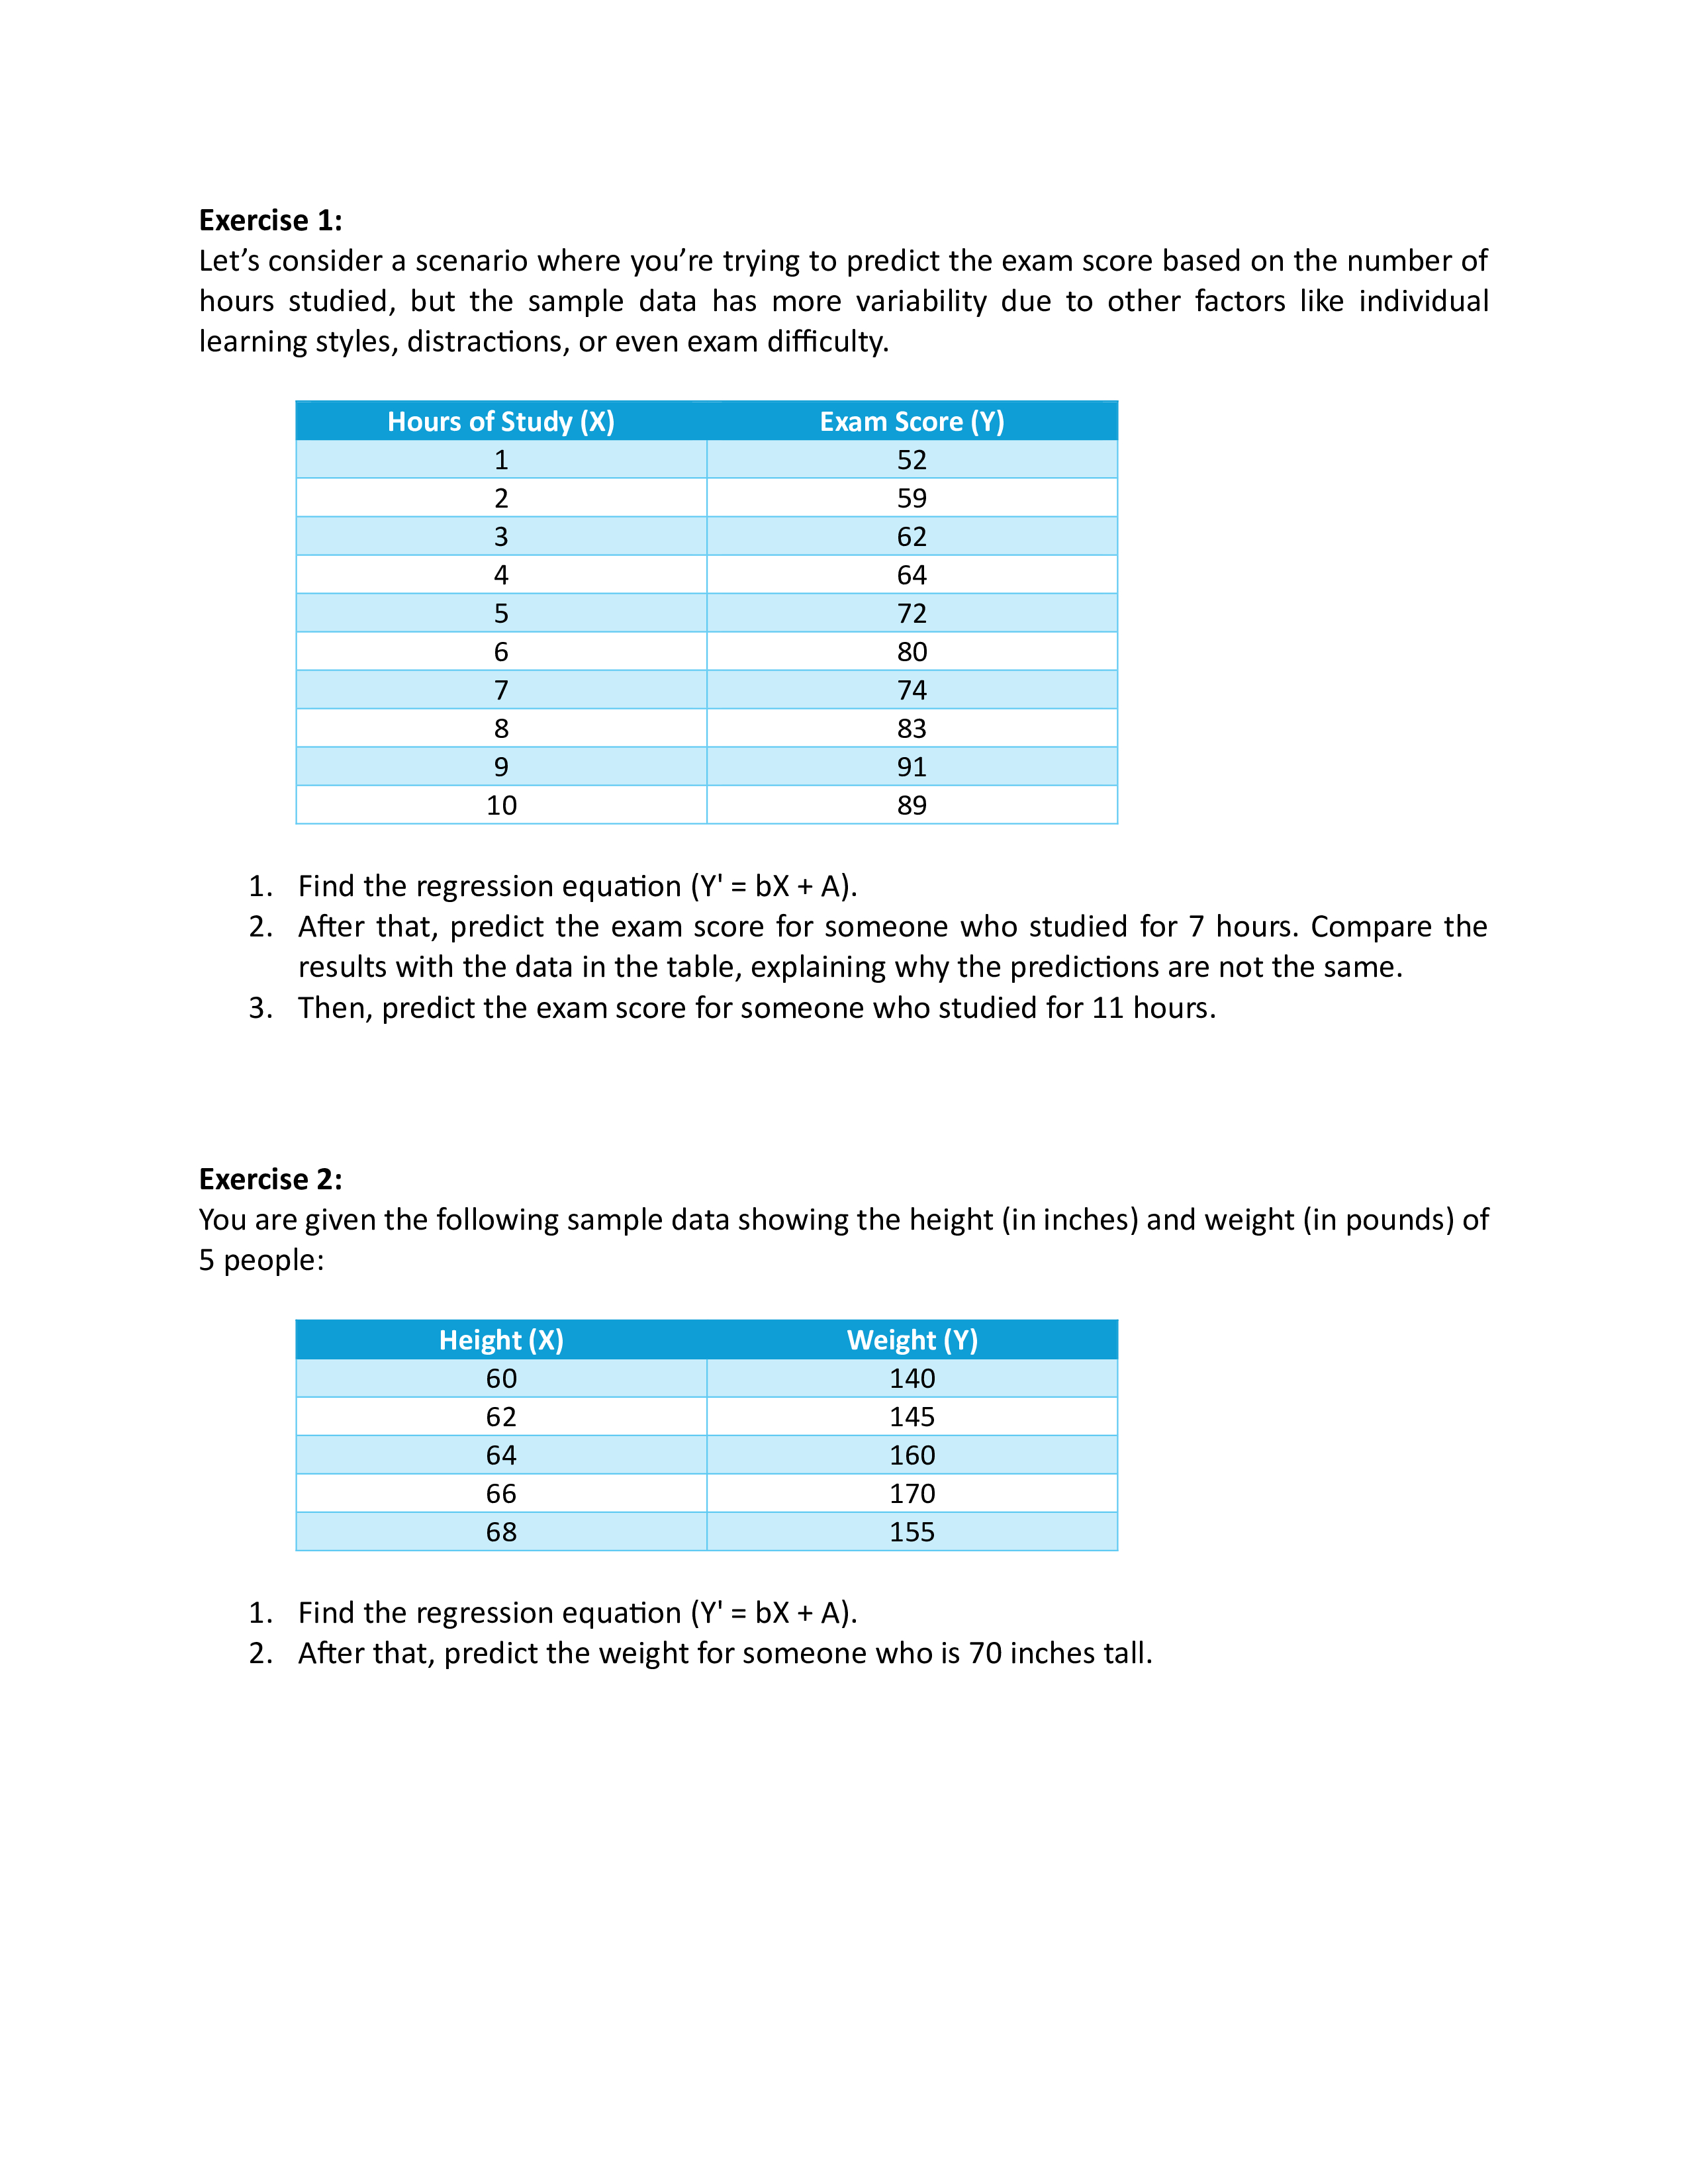 Exercise 1:
Let’s consider a scenario where you’re trying to predict the exam score based on the number of
hours studied, but the sample data has more variability due to other factors like individual
learning styles, distractions, or even exam difficulty.
Hours of Study (X) Exam Score (Y)
1 52
2 59
3 62
4 64
5 72
6 80
7 74
8 83
9 91
10 89
1. Find the regression equation (Y' = bX + A).
2. After that, predict the exam score for someone who studied for 7 hours. Compare the
results with the data in the table, explaining why the predictions are not the same.
3. Then, predict the exam score for someone who studied for 11 hours.
Exercise 2:
You are given the following sample data showing the height (in inches) and weight (in pounds) of
5 people:
Height (X) Weight (Y)
60 140
62 145
64 160
66 170
68 155
1. Find the regression equation (Y' = bX + A).
2. After that, predict the weight for someone who is 70 inches tall.